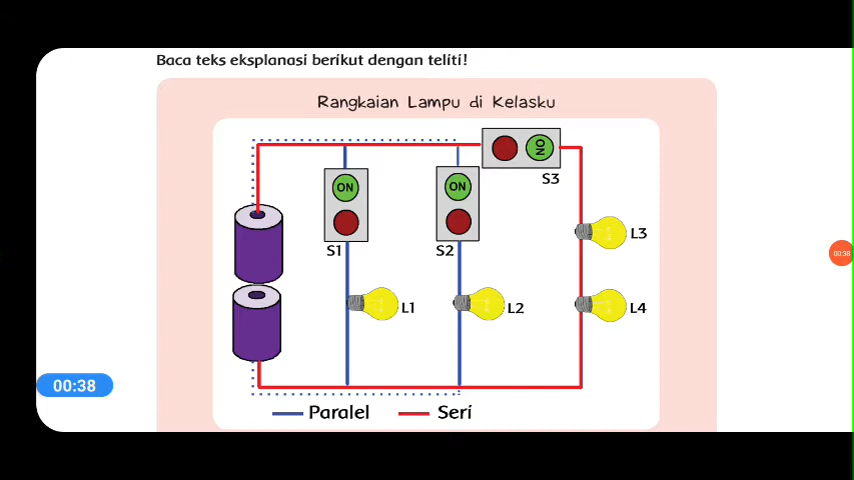 Baca teks eksplanasi berikut dengan teliti!
Rangkaian Lampu di Kelasku
ON
S3
ON
ON
S1
S2
L3
L1
L2
L4
00:38
00:38
Paralel
Seri